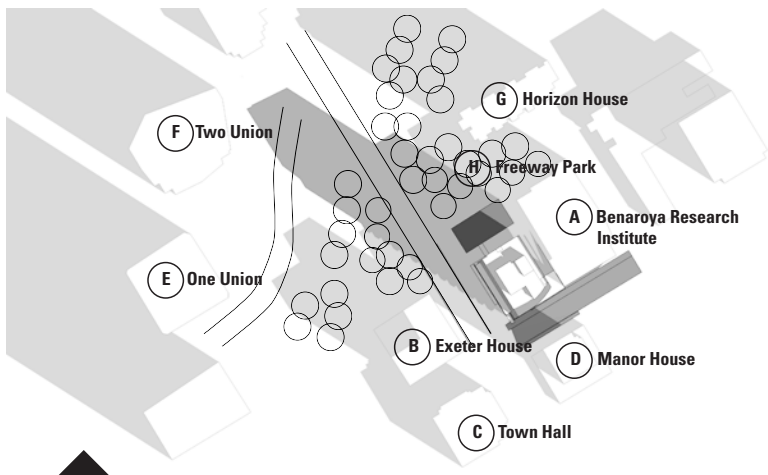 G Horizon House
F Two Union
H Freeway Park
A Benaroya Research
Institute
E One Union
B Exeter House
D Manor House
C Town Hall